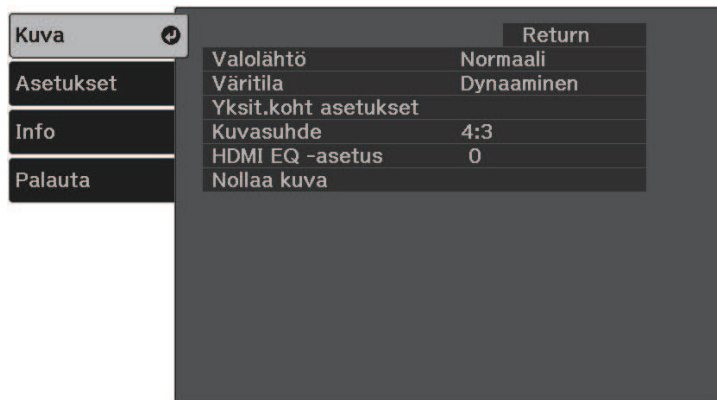 Kuva
Asetukset
Info
Palauta
Return
Valolähtö Normaali
Väritila Dynaaminen
Yksit.koht asetukset
Kuvasuhde 4:3
HDMI EQ -asetus 0
Nollaa kuva